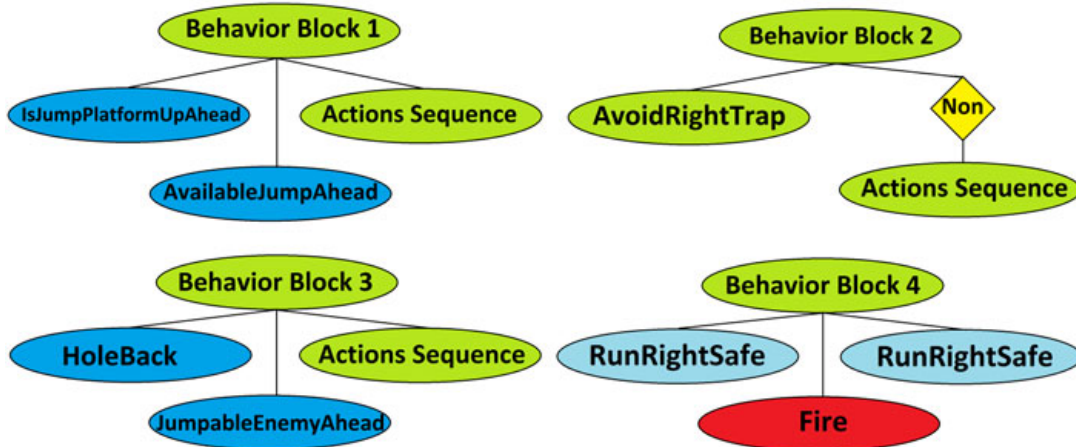 Behavior Block 1
IsJumpPlatformUpAhead
Actions Sequence
AvailableJumpAhead
Behavior Block 2
AvoidRightTrap
Non
Actions Sequence
Behavior Block 3
HoleBack
Actions Sequence
JumpableEnemyAhead
Behavior Block 4
RunRightSafe
RunRightSafe
Fire